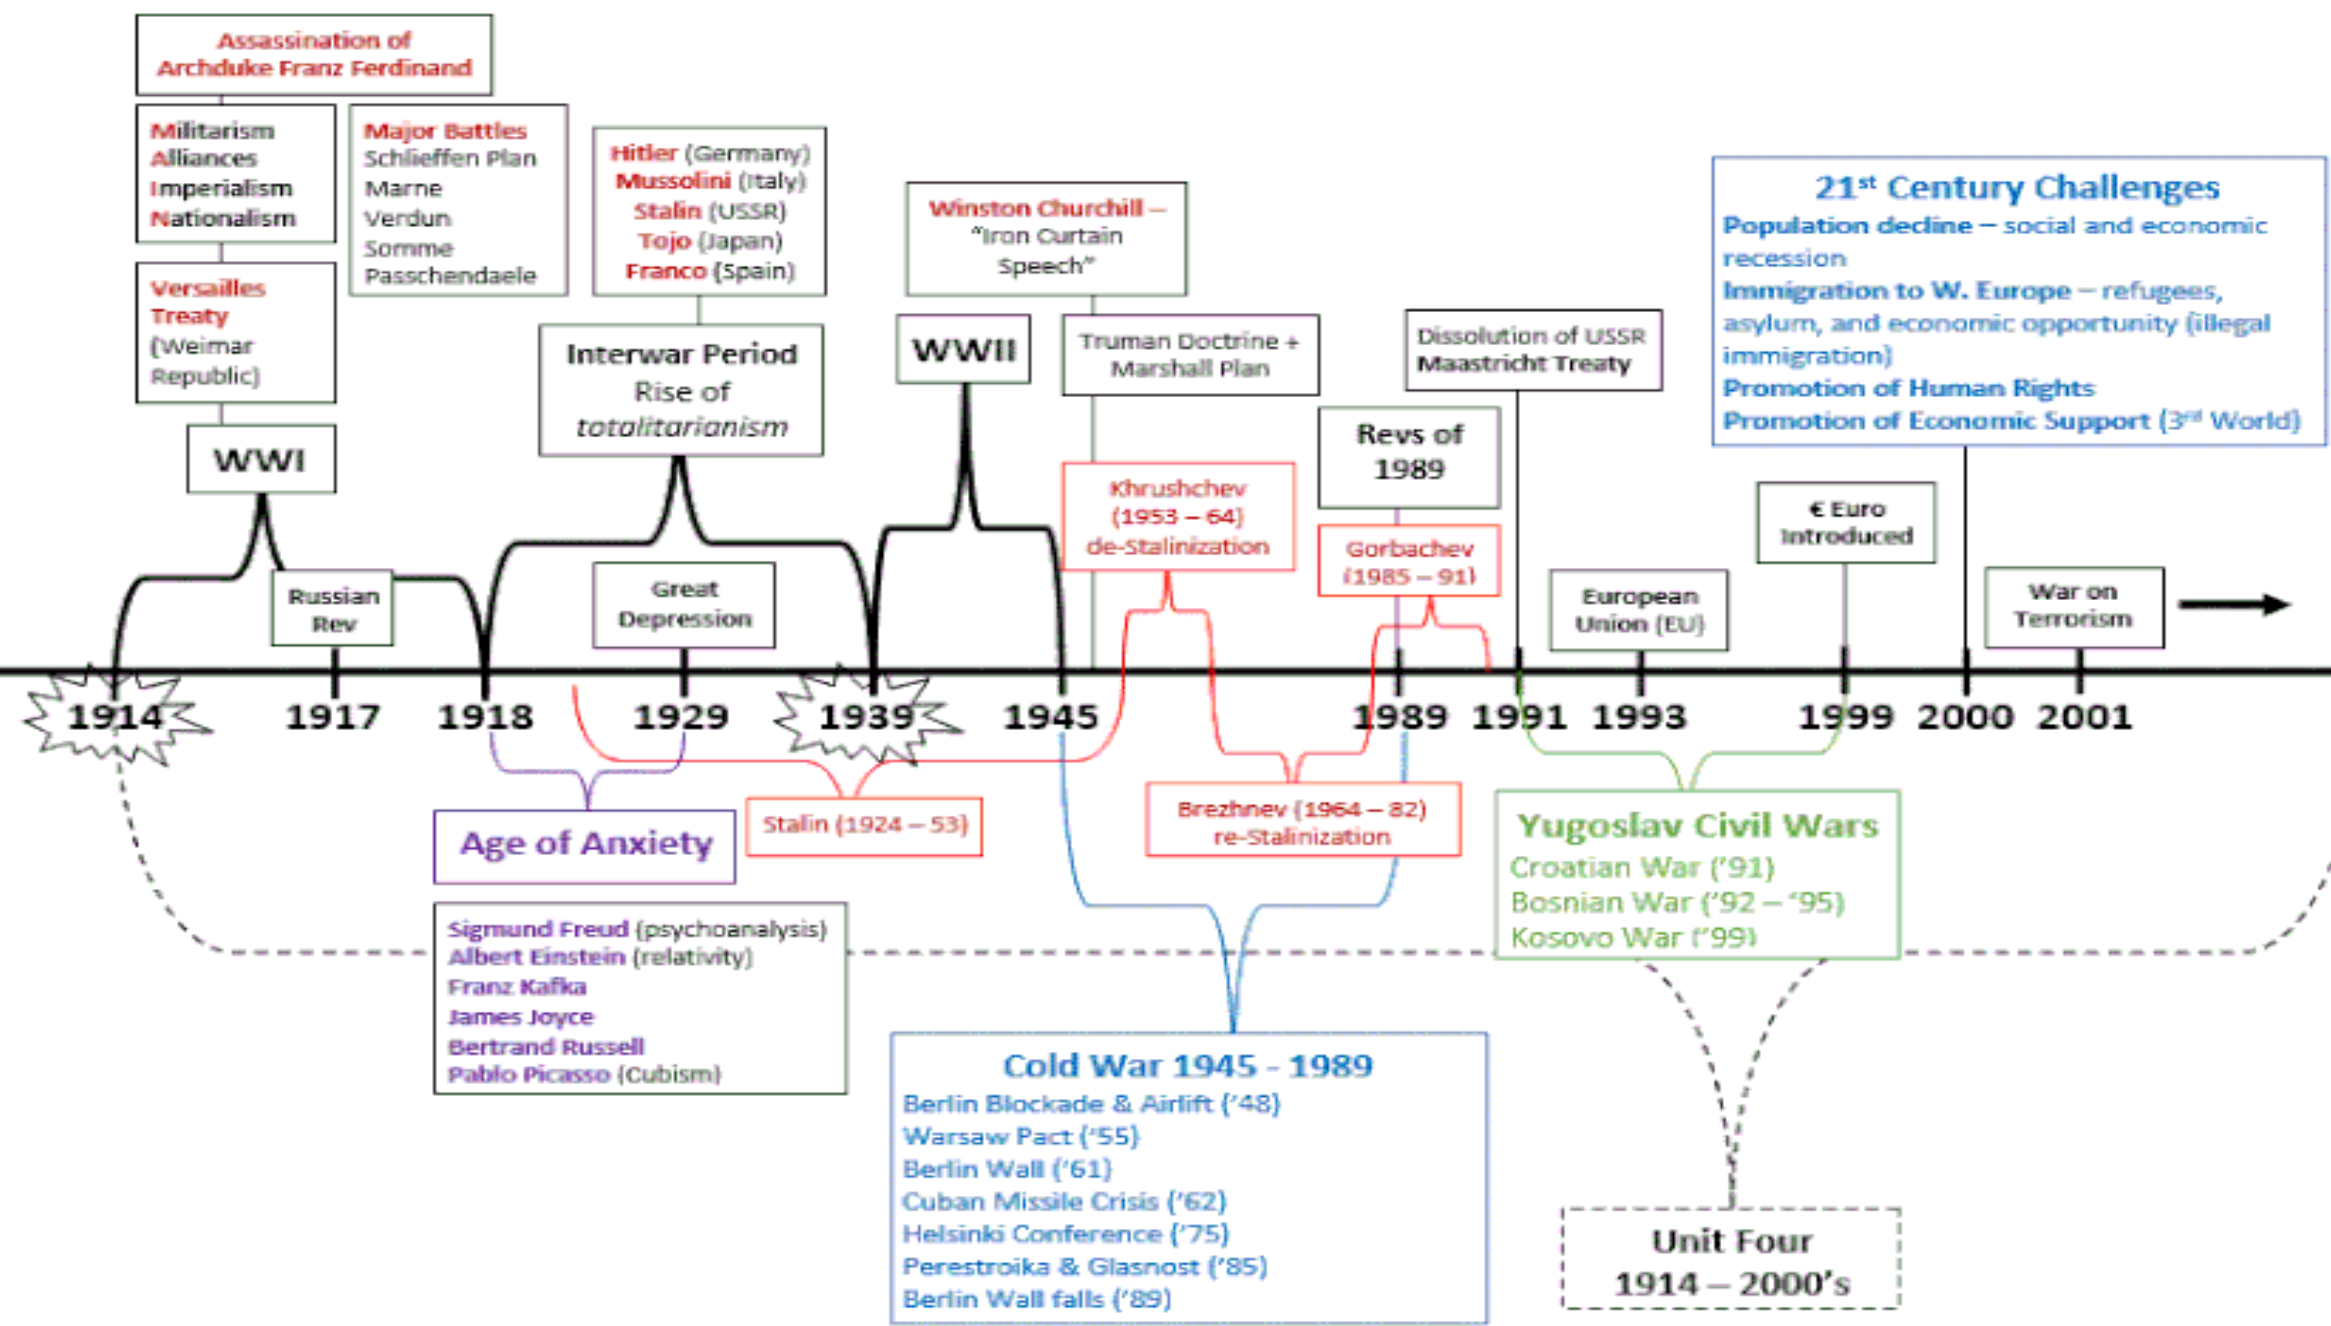 Assassination of
Archduke Franz Ferdinand
Militarism
Alliances
Imperialism
Nationalism
Major Battles
Schlieffen Plan
Marne
Verdun
Somme
Passchendaele
Versailles
Treaty
(Weimar
Republic)
WWI
Russian
Rev
Hitler (Germany)
Mussolini (Italy)
Stalin (USSR)
Tojo (Japan)
Franco (Spain)
Interwar Period
Rise of
totalitarianism
Great
Depression
Winston Churchill –
“Iron Curtain
Speech”
WWII
Truman Doctrine +
Marshall Plan
Khrushchev
(1953 – 64)
de-Stalinization
Dissolution of USSR
Maastricht Treaty
Revs of
1989
Gorbachev
(1985 – 91)
European
Union (EU)
21st Century Challenges
Population decline – social and economic
recession
Immigration to W. Europe – refugees,
asylum, and economic opportunity (illegal
immigration)
Promotion of Human Rights
Promotion of Economic Support (3rd World)
€ Euro
Introduced
War on
Terrorism
1914 1917 1918 1929 1939 1945 1989 1991 1993 1999 2000 2001
Age of Anxiety
Stalin (1924 – 53)
Brezhnev (1964 – 82)
re-Stalinization
Yugoslav Civil Wars
Croatian War (’91)
Bosnian War (’92 – ‘95)
Kosovo War (’99)
Sigmund Freud (psychoanalysis)
Albert Einstein (relativity)
Franz Kafka
James Joyce
Bertrand Russell
Pablo Picasso (Cubism)
Cold War 1945 - 1989
Berlin Blockade & Airlift (’48)
Warsaw Pact (‘55)
Berlin Wall (’61)
Cuban Missile Crisis (’62)
Helsinki Conference (’75)
Perestroika & Glasnost (’85)
Berlin Wall falls (’89)
Unit Four
1914 – 2000’s